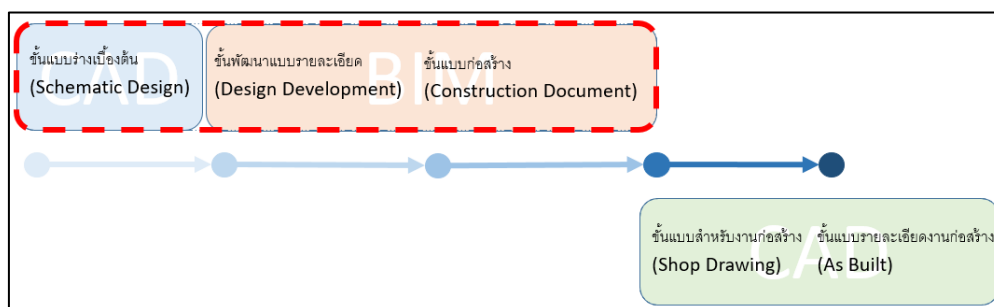 CAD
ขั้นแบบร่างเบื้องต้น
(Schematic Design)
BIM
ขั้นพัฒนาแบบรายละเอียด
(Design Development)
ขั้นแบบก่อสร้าง
(Construction Document)
CAD
ขั้นแบบสำหรับงานก่อสร้าง
(Shop Drawing)
ขั้นแบบรายละเอียดงานก่อสร้าง
(As Built)